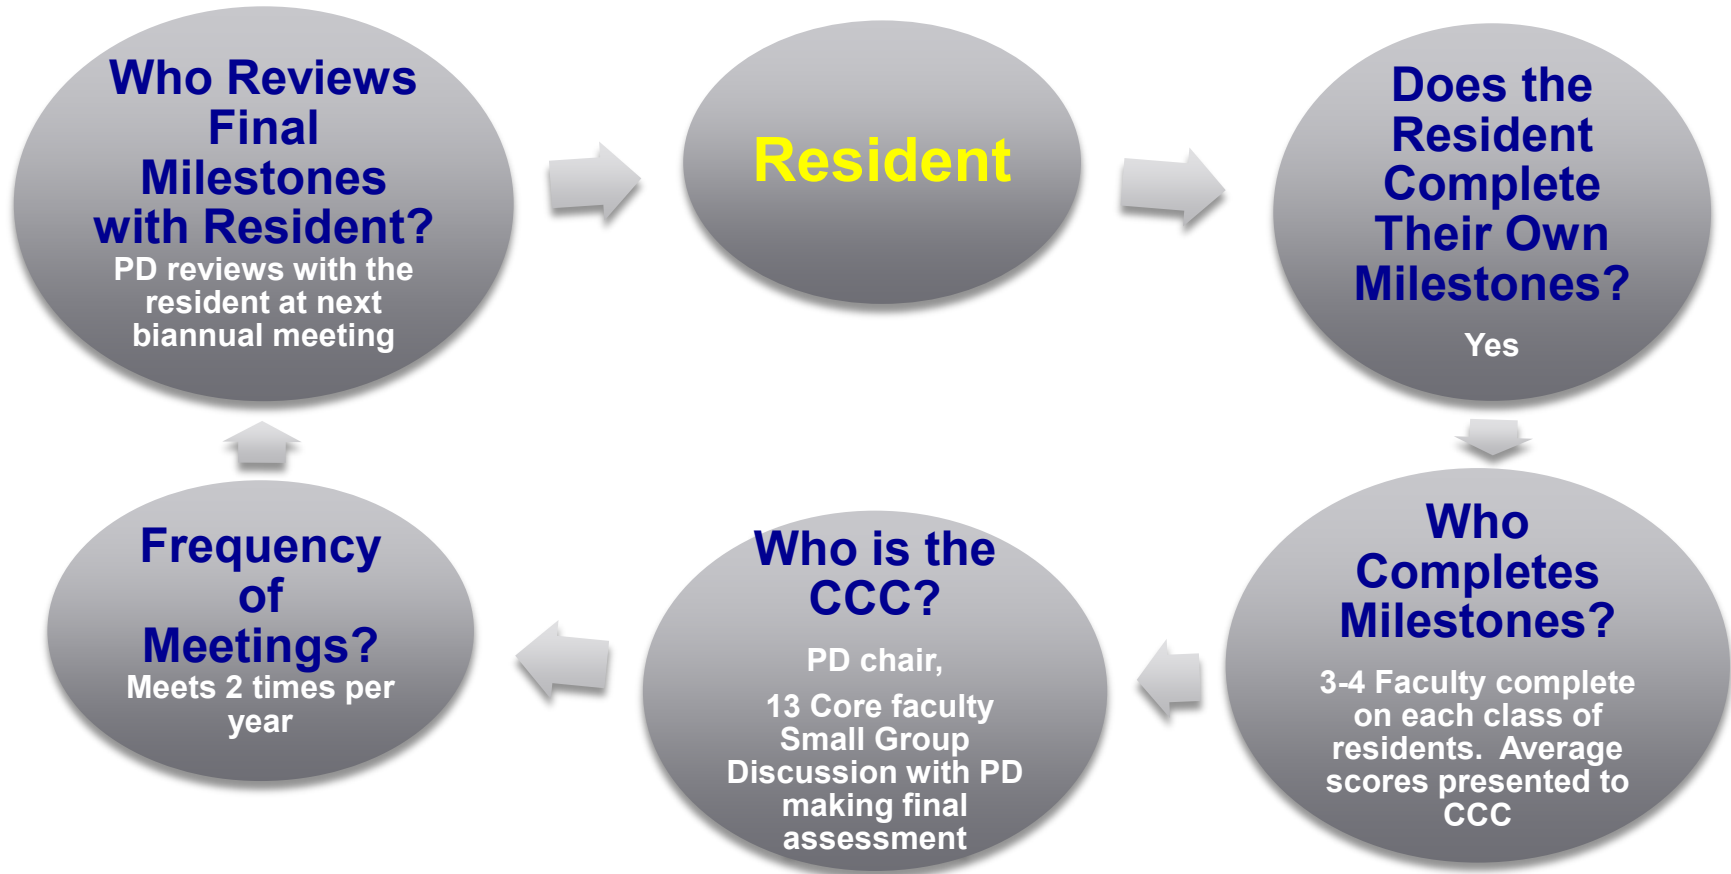 Who Reviews
Final
Milestones
with Resident?
PD reviews with the
resident at next
biannual meeting
Resident
Does the
Resident
Complete
Their Own
Milestones?
Yes
Who
Completes
Milestones?
3-4 Faculty complete
on each class of
residents.  Average
scores presented to
CCC
Who is the
CCC?
PD chair,
13 Core faculty
Small Group
Discussion with PD
making final
assessment
Frequency
of
Meetings?
Meets 2 times per
year